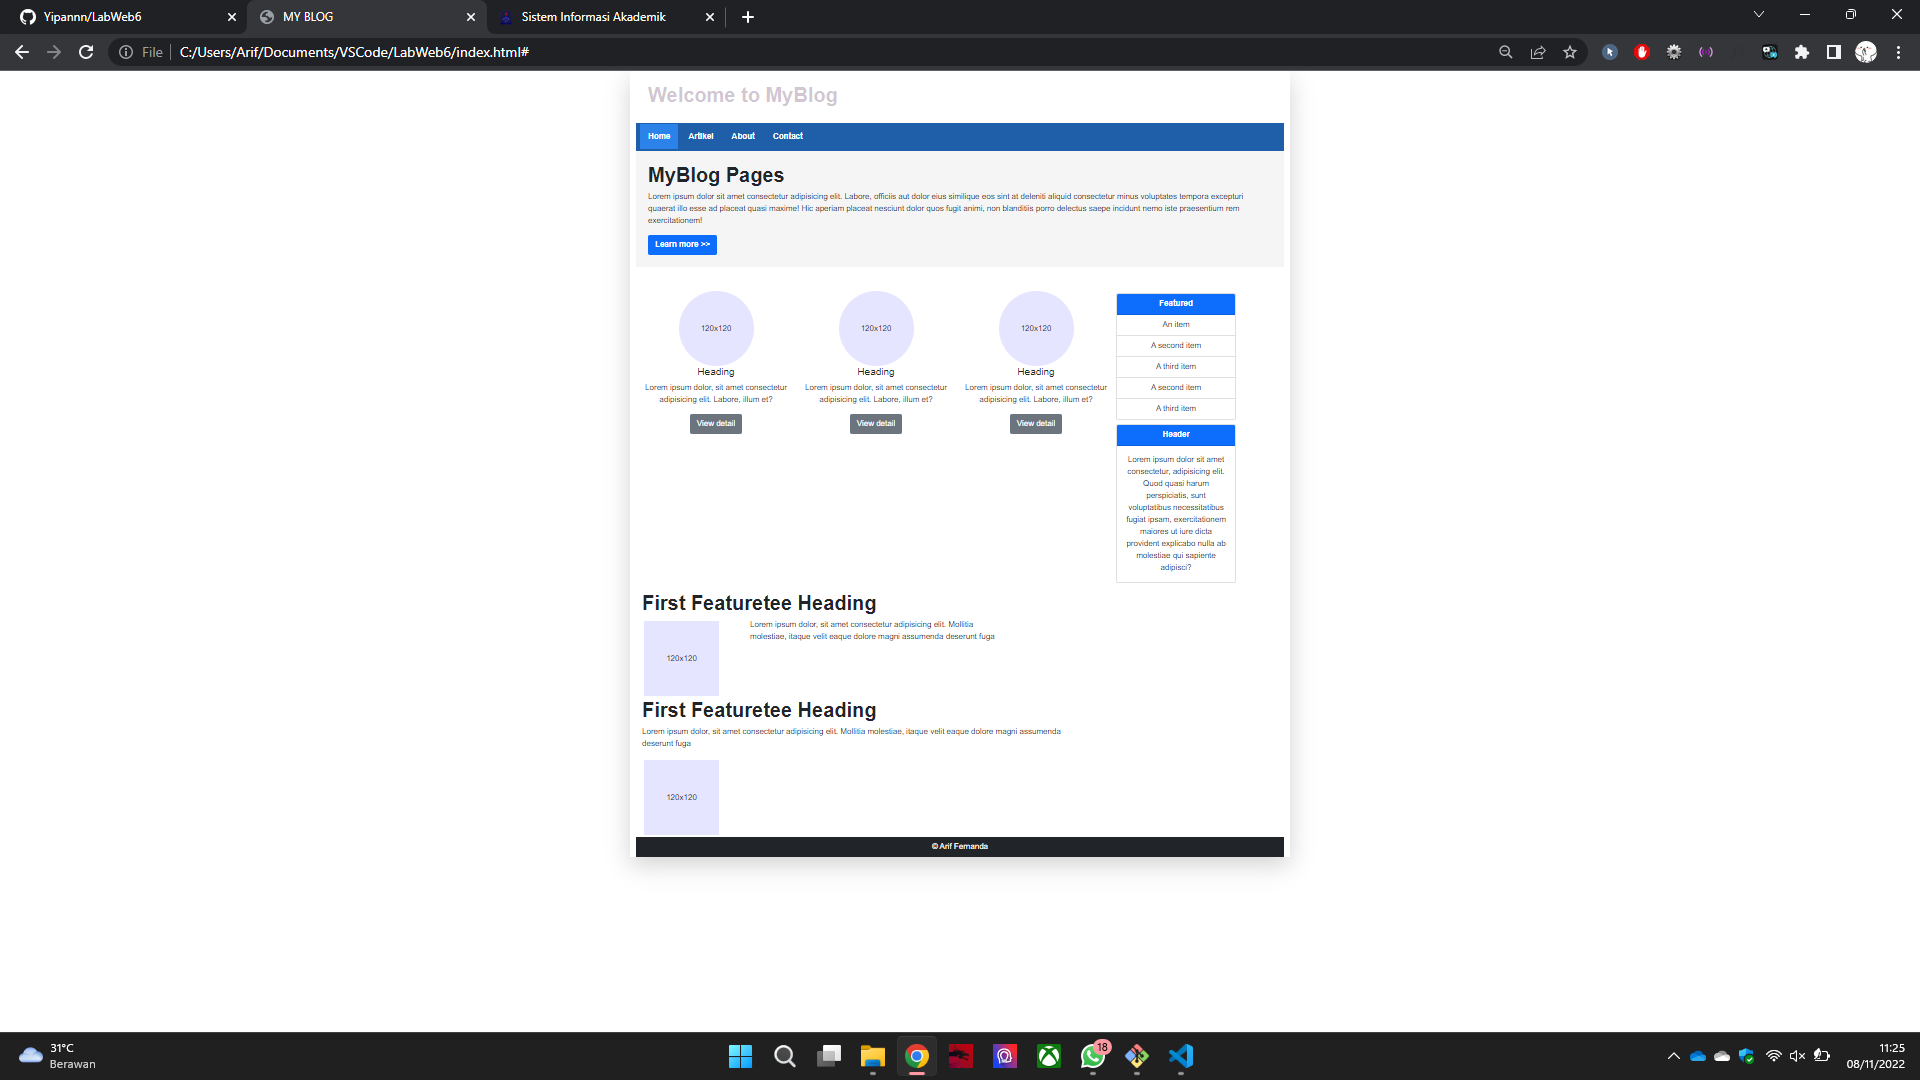 Yipannn/LabWeb6
MY BLOG
Sistem Informasi Akademik
File
C:/Users/Arif/Documents/VSCode/LabWeb6/index.html#
Welcome to MyBlog
Home Artikel About Contact
MyBlog Pages
Lorem ipsum dolor sit amet consectetur adipisicing elit. Labore, officiis aut dolor eius similique eos sint at deleniti aliquid consectetur minus voluptates tempora excepturi
quaerat illo esse ad placeat quasi maxime! Hic aperiam placeat nesciunt dolor quos fugit animi, non blanditiis porro delectus saepe incidunt nemo iste praesentium rem
exercitationem!
Learn more >>
120x120
Heading
Lorem ipsum dolor, sit amet consectetur
adipisicing elit. Labore, illum et?
View detail
120x120
Heading
Lorem ipsum dolor, sit amet consectetur
adipisicing elit. Labore, illum et?
View detail
120x120
Heading
Lorem ipsum dolor, sit amet consectetur
adipisicing elit. Labore, illum et?
View detail
Featured
An item
A second item
A third item
A second item
A third item
Header
Lorem ipsum dolor sit amet
consectetur, adipisicing elit.
Quod quasi harum
perspiciatis, sunt
voluptatibus necessitatibus
fugiat ipsam, exercitationem
maiores ut iure dicta
provident explicabo nulla ab
molestiae qui sapiente
adipisci?
First Featuretee Heading
120x120
Lorem ipsum dolor, sit amet consectetur adipisicing elit. Mollitia
molestiae, itaque velit eaque dolore magni assumenda deserunt fuga
First Featuretee Heading
Lorem ipsum dolor, sit amet consectetur adipisicing elit. Mollitia molestiae, itaque velit eaque dolore magni assumenda
deserunt fuga
120x120
© Arif Fernanda
31°C
Berawan
18
11:25
08/11/2022